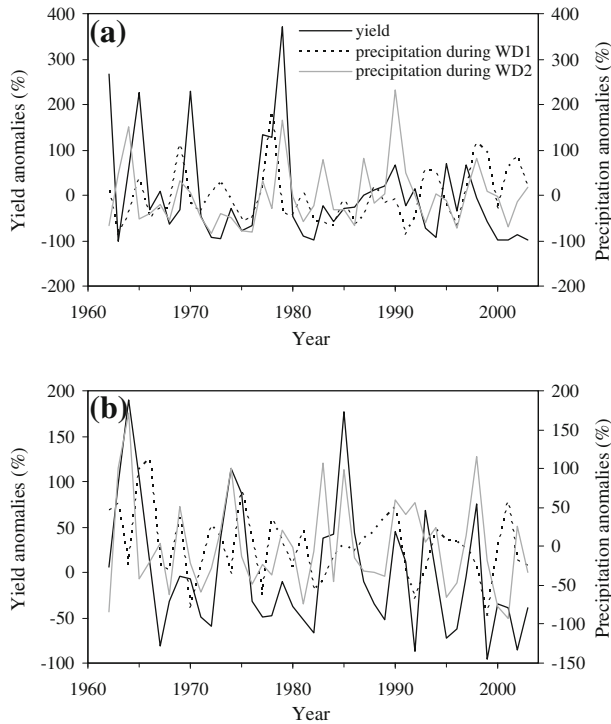 (a)
yield
precipitation during WD1
precipitation during WD2
Yield anomalies (%)
Precipitation anomalies (%)
400
300
200
100
0
-100
-200
400
300
200
100
0
-100
-200
1960 1970 1980 1990 2000
Year
(b)
Yield anomalies (%)
Precipitation anomalies (%)
200
150
100
50
0
-50
-100
200
150
100
50
0
-50
-100
-150
1960 1970 1980 1990 2000
Year